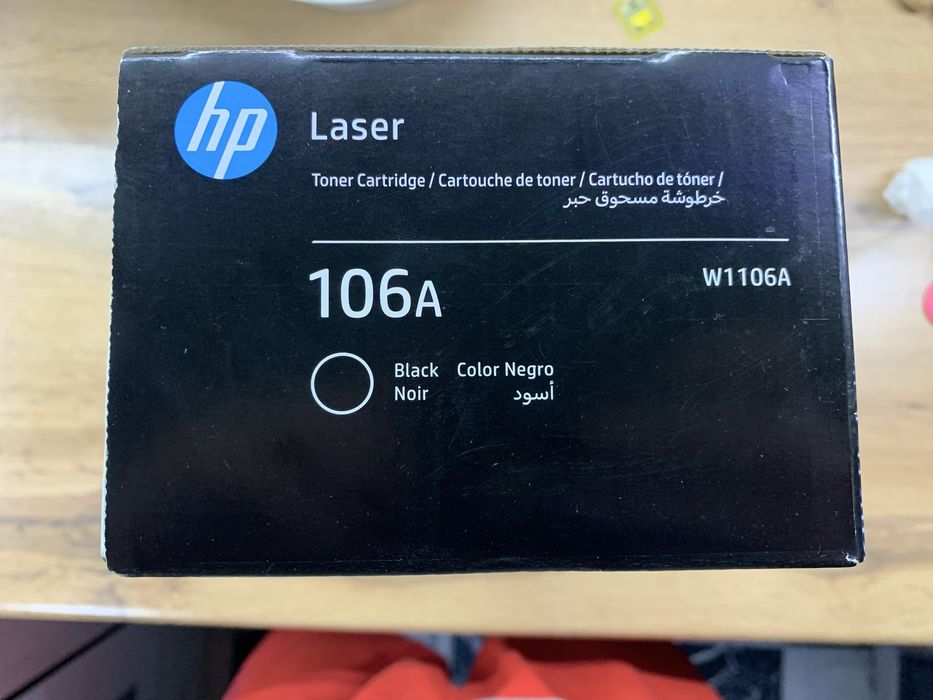 hp
Laser
Toner Cartridge / Cartouche de toner / Cartucho de tóner /
خرطوشة مسحوق حبر
106A
W1106A
Black Color Negro
Noir أسود